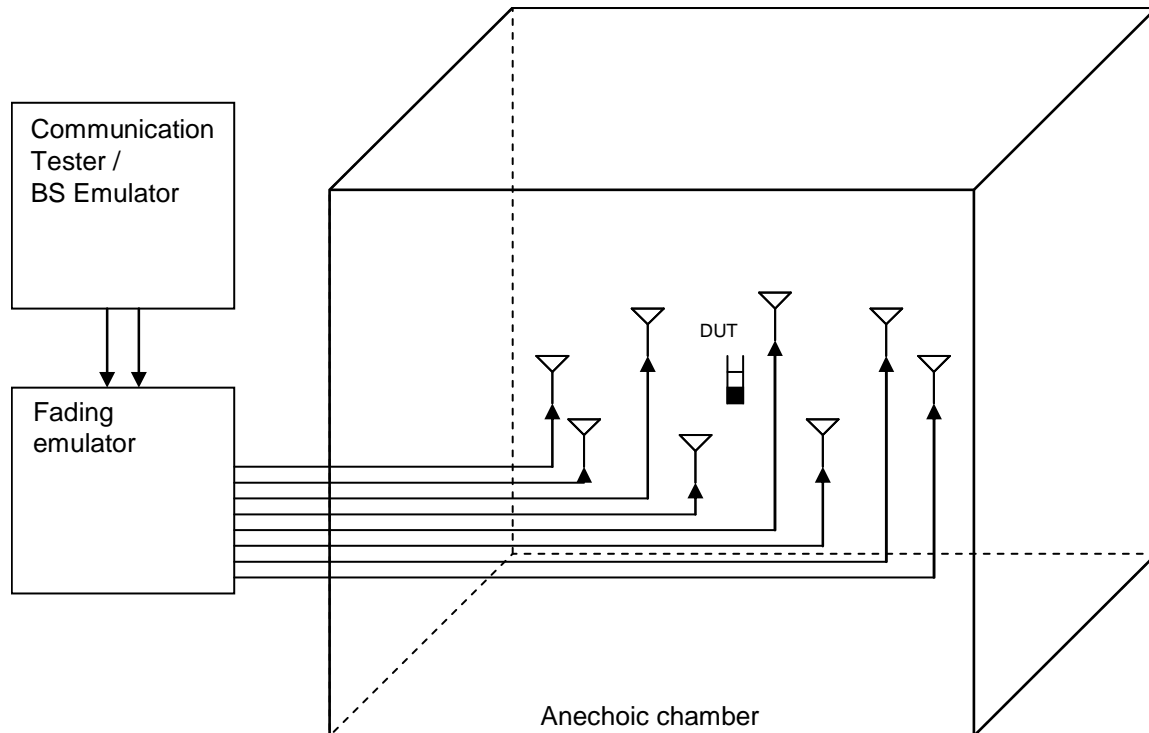 Communication
Tester /
BS Emulator
DUT
Fading
emulator
Anechoic chamber